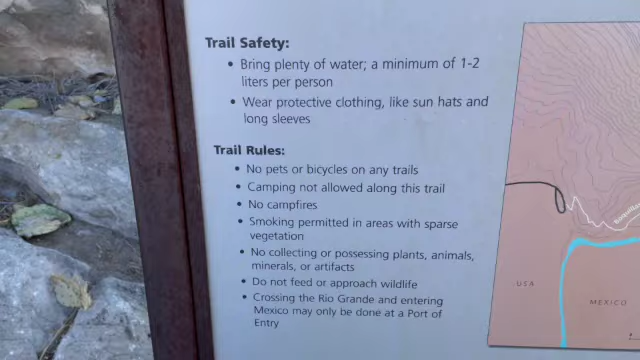 Trail Safety:
• Bring plenty of water; a minimum of 1-2
liters per person
• Wear protective clothing, like sun hats and
long sleeves
Trail Rules:
• No pets or bicycles on any trails
• Camping not allowed along this trail
• No campfires
• Smoking permitted in areas with sparse
vegetation
• No collecting or possessing plants, animals,
minerals, or artifacts
• Do not feed or approach wildlife
• Crossing the Rio Grande and entering
Mexico may only be done at a Port of
Entry
USA
MEXICO